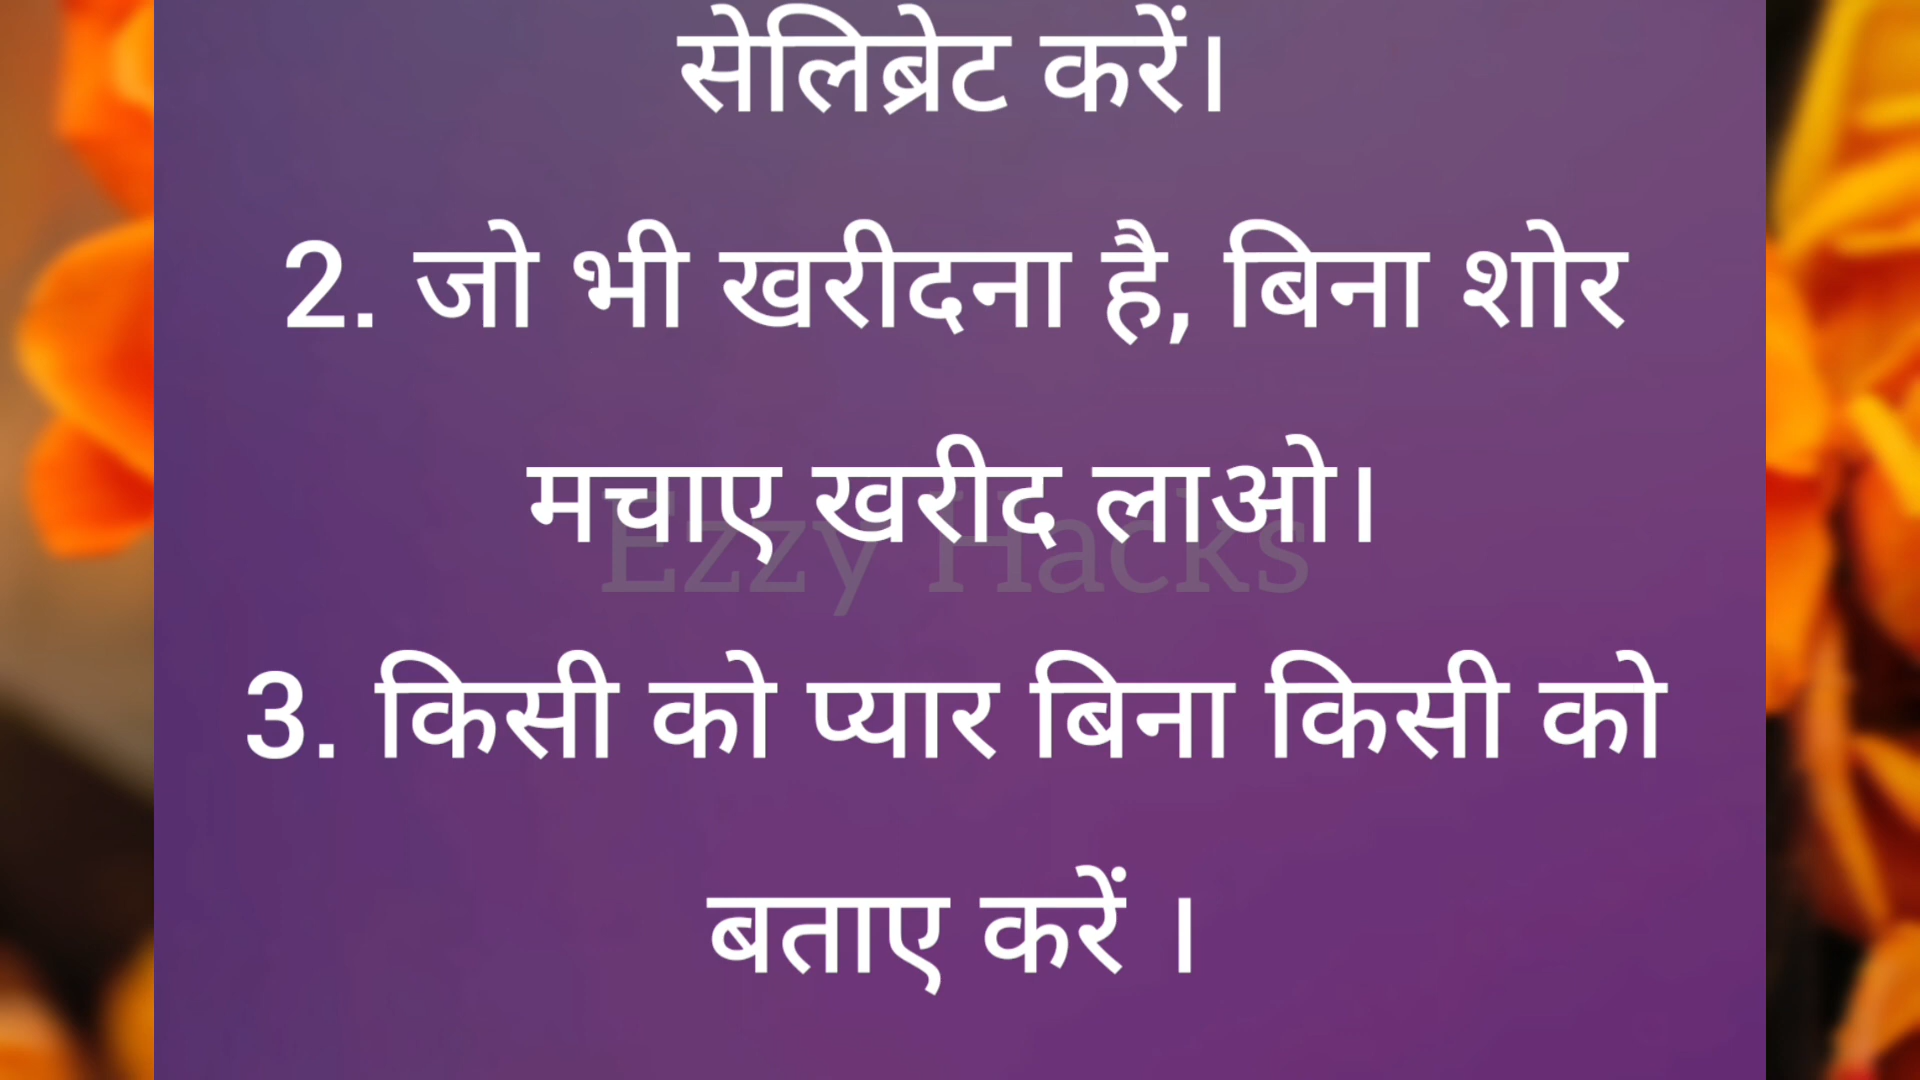 सेलिब्रेट करें।
2. जो भी खरीदना है, बिना शोर
मचाए खरीद लाओ।
Ezzy Hacks
3. किसी को प्यार बिना किसी को
बताए करें ।